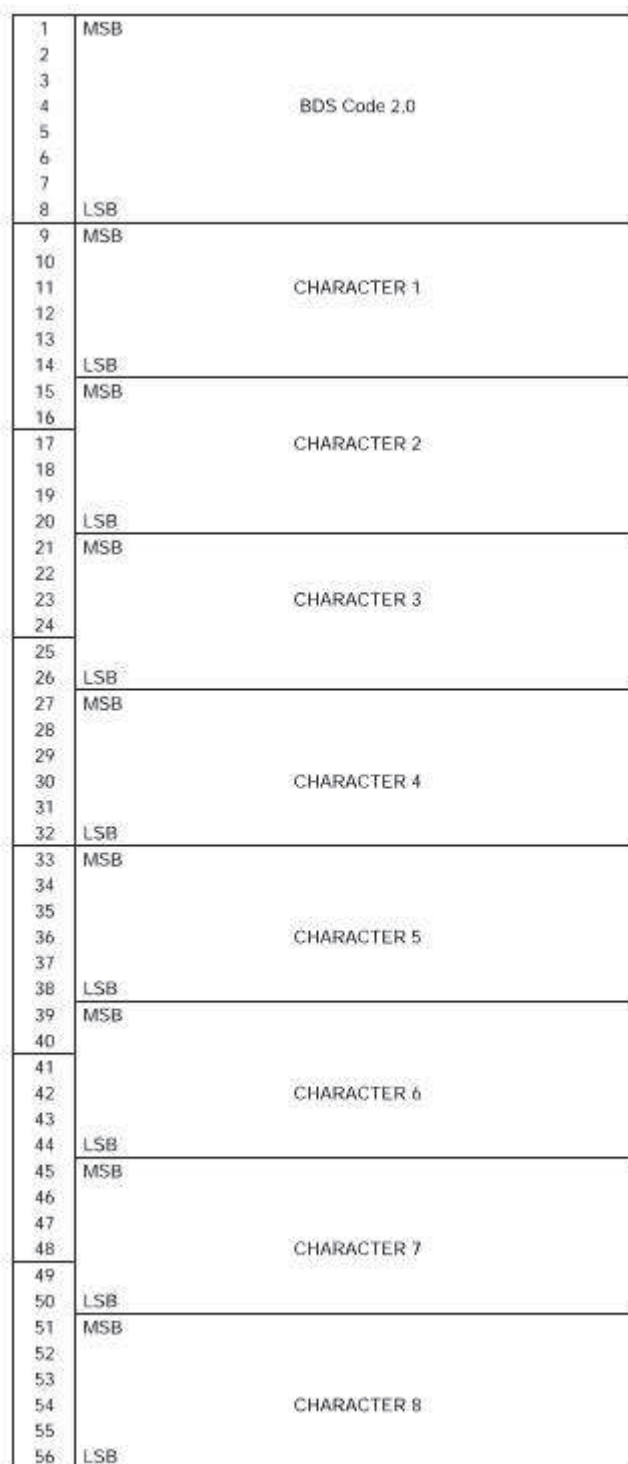 1 MSB
2
3
4 BDS Code 2,0
5
6
7
8 LSB
9 MSB
10
11 CHARACTER 1
12
13
14 LSB
15 MSB
16
17 CHARACTER 2
18
19
20 LSB
21 MSB
22
23 CHARACTER 3
24
25
26 LSB
27 MSB
28
29
30 CHARACTER 4
31
32 LSB
33 MSB
34
35
36 CHARACTER 5
37
38 LSB
39 MSB
40
41
42 CHARACTER 6
43
44 LSB
45 MSB
46
47
48 CHARACTER 7
49
50 LSB
51 MSB
52
53
54 CHARACTER 8
55
56 LSB